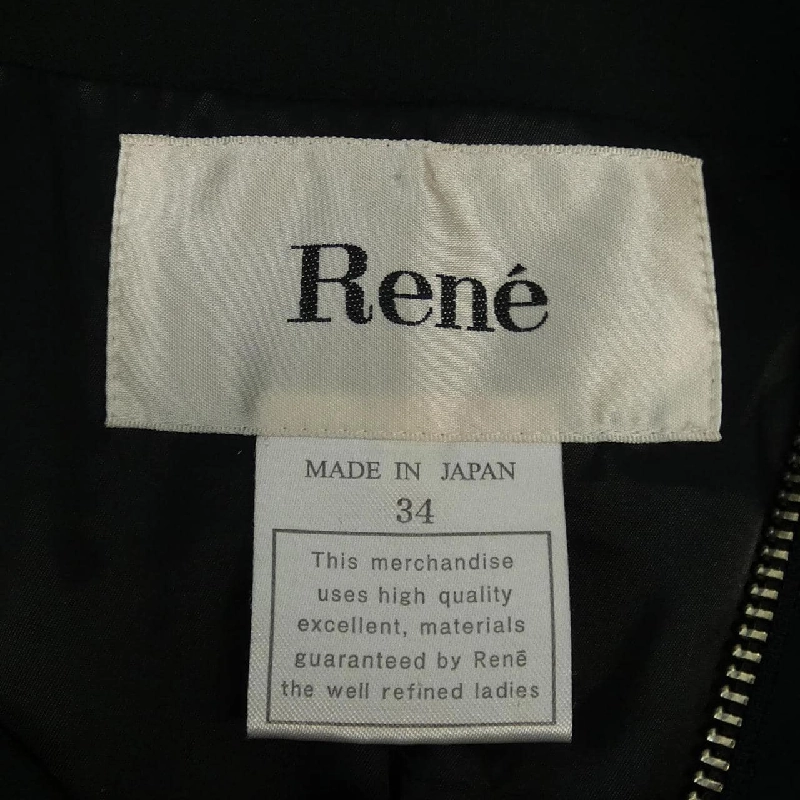 René
MADE IN JAPAN
34
This merchandise
uses high quality
excellent, materials
guaranteed by Renē
the well refined ladies